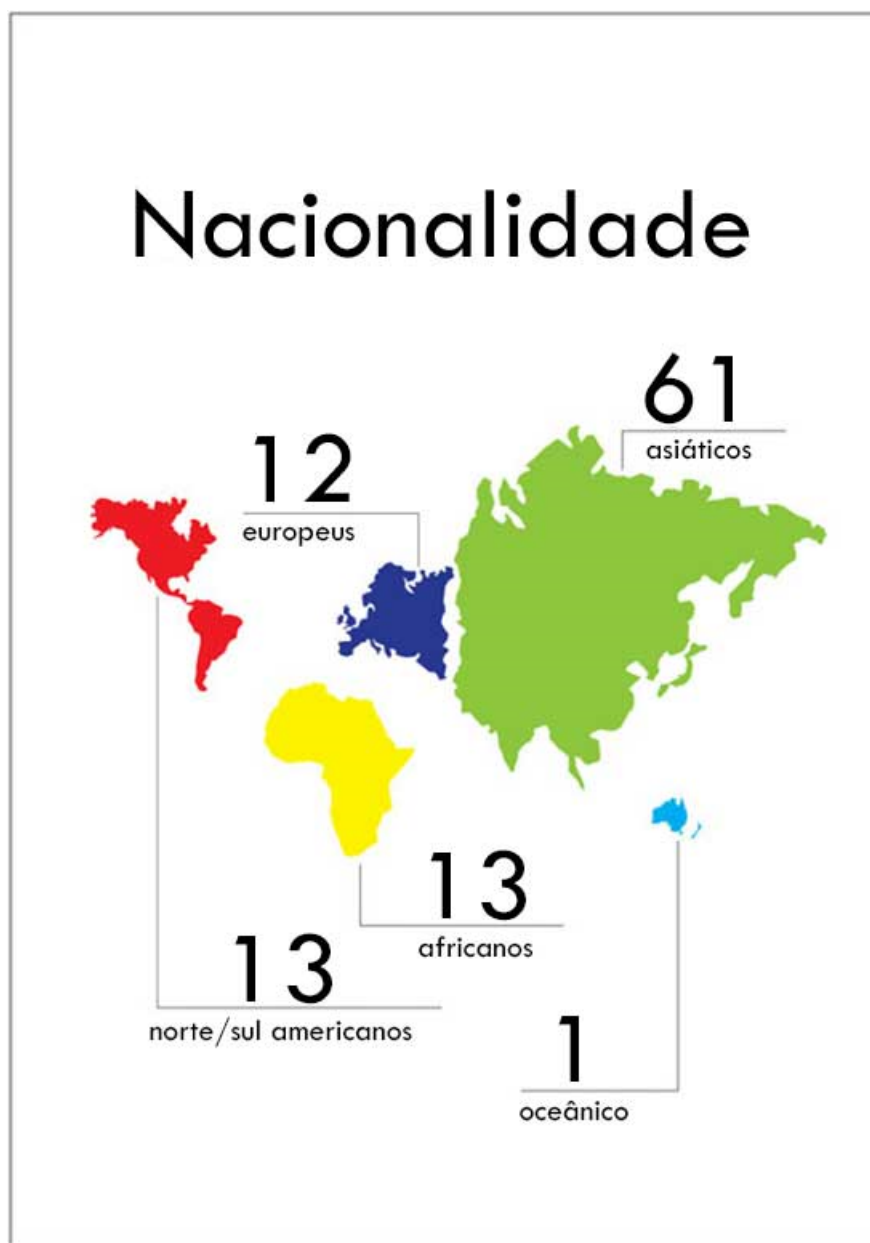 Nacionalidade
61
asiáticos
12
europeus
13
africanos
13
norte/sul americanos
1
oceânico